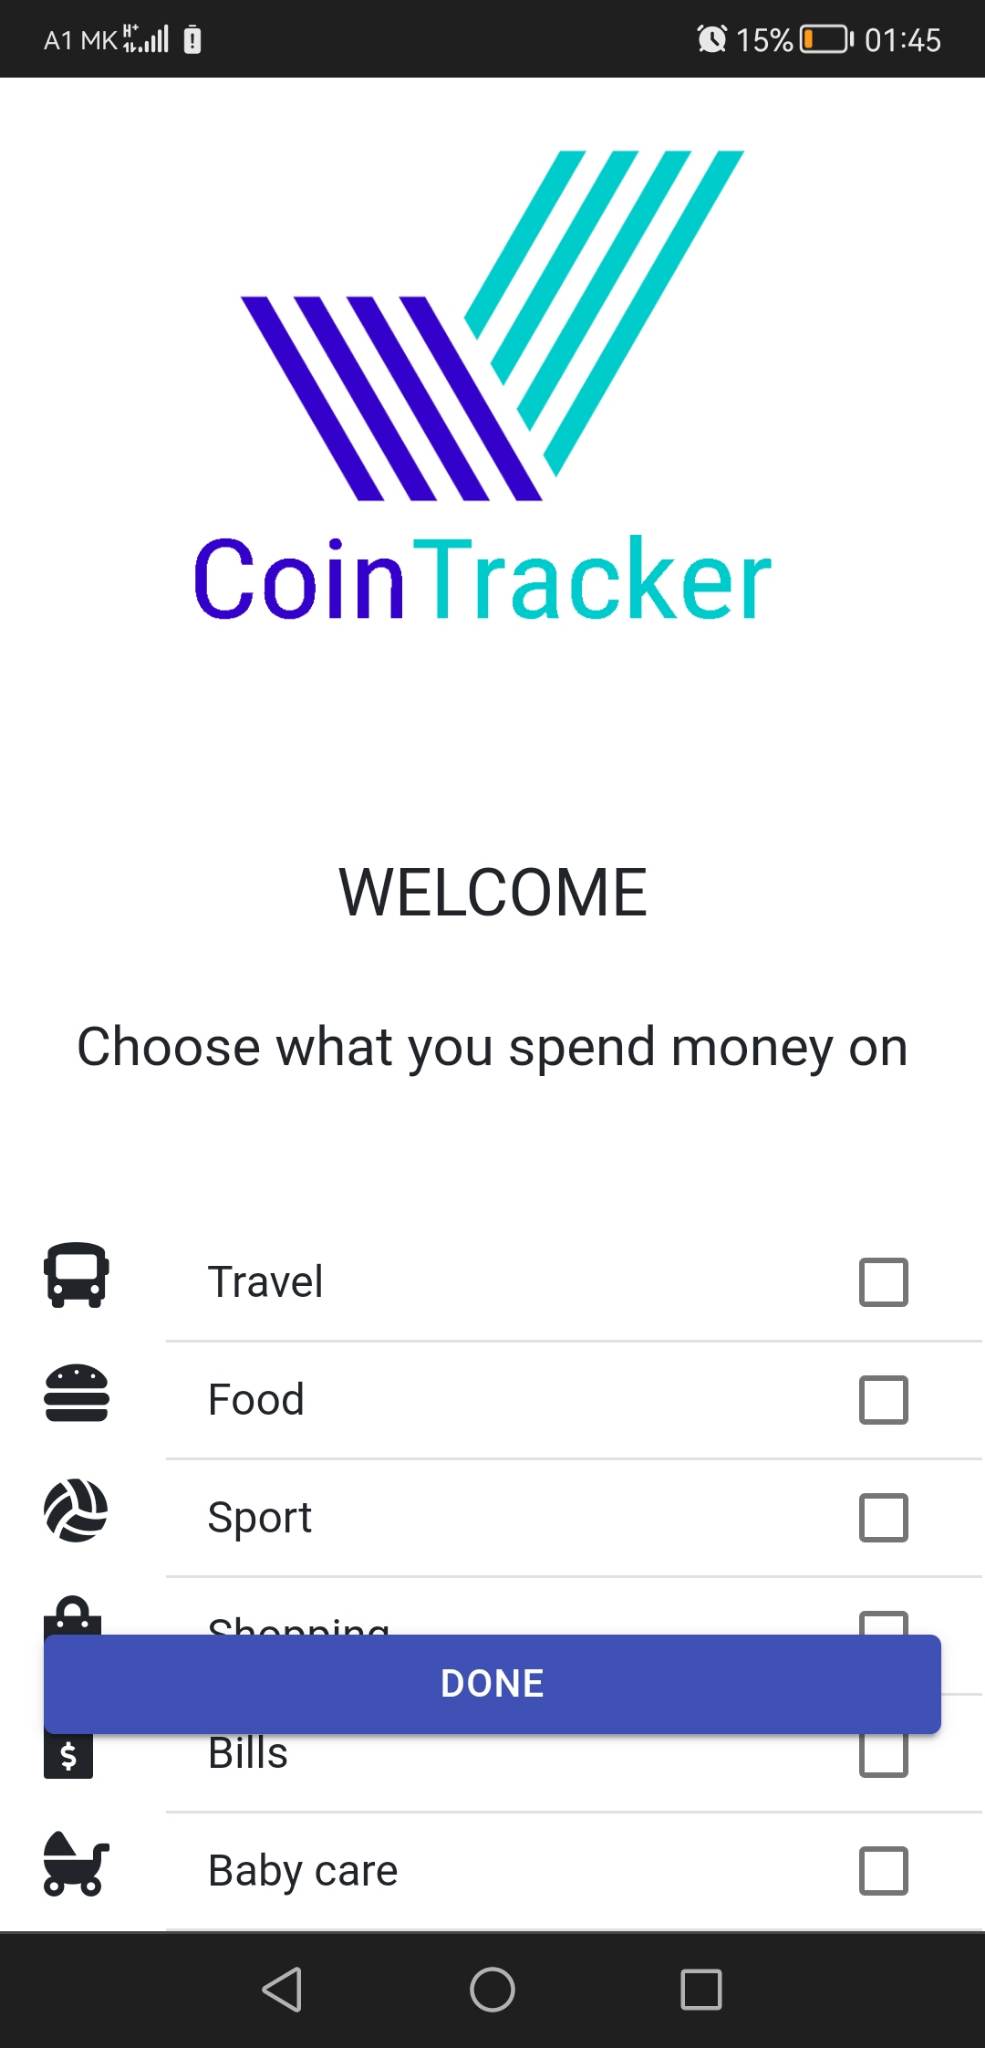 A1 MK H+ 15% 01:45
CoinTracker
WELCOME
Choose what you spend money on
Travel
Food
Sport
Shopping
DONE
$ Bills
Baby care